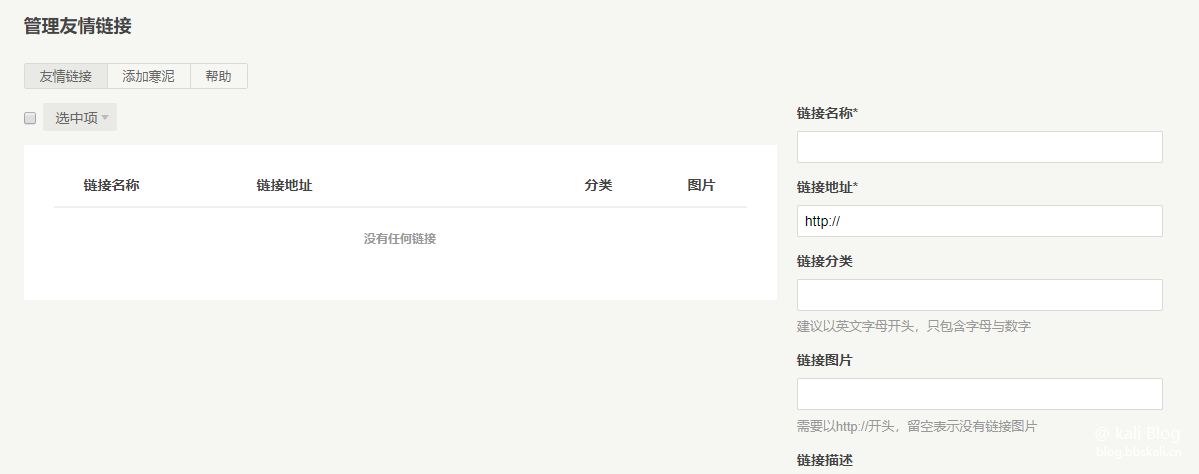 管理友情链接
友情链接 添加寒泥 帮助
选中项
链接名称 链接地址 分类 图片
没有任何链接
链接名称*
链接地址*
http://
链接分类
建议以英文字母开头，只包含字母与数字
链接图片
需要以http://开头，留空表示没有链接图片
链接描述
@ kali Blog
blog.bbskali.cn